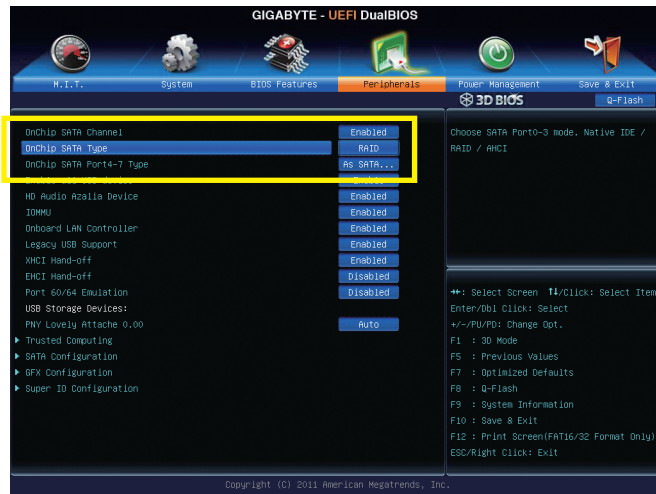 GIGABYTE - UEFI DualBIOS
M.I.T.
System
BIOS Features
Peripherals
Power Management
Save & Exit
3D BIOS
Q-Flash
OnChip SATA Channel Enabled
OnChip SATA Type RAID
OnChip SATA Port4-7 Type As SATA...
HD Audio Azalia Device Enabled
IOMMU Enabled
Onboard LAN Controller Enabled
Legacy USB Support Enabled
XHCI Hand-off Enabled
EHCI Hand-off Disabled
Port 60/64 Emulation Disabled
USB Storage Devices:
PNY Lovely Attache 0.00 Auto
Trusted Computing
SATA Configuration
GFX Configuration
Super IO Configuration
Choose SATA Port0-3 mode. Native IDE /
RAID / AHCI
→←: Select Screen ↑↓/Click: Select Item
Enter/Dbl Click: Select
+/-/PU/PD: Change Opt.
F1 : 3D Mode
F5 : Previous Values
F7 : Optimized Defaults
F8 : Q-Flash
F9 : System Information
F10 : Save & Exit
F12 : Print Screen(FAT16/32 Format Only)
ESC/Right Click: Exit
Copyright (C) 2011 American Megatrends, Inc.